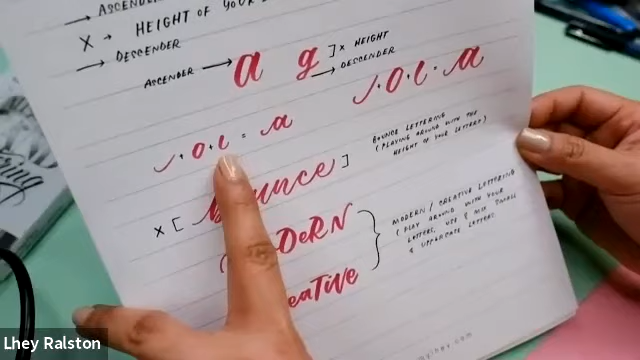 ASCENDER
X → HEIGHT OF YOUR
→ DESCENDER
ASCENDER → a g ] X HEIGHT
→ DESCENDER
+ O + l = a
+ O + l = a
X [ bounce ]
BOUNCE LETTERING
( PLAYING AROUND WITH THE
HEIGHT OF YOUR LETTERS )
DeRN
eaTive
MODERN / CREATIVE LETTERING
( PLAY AROUND WITH YOUR
LETTERS, USE & MIX SMALL
& UPPERCASE LETTERS
Lhey Ralston